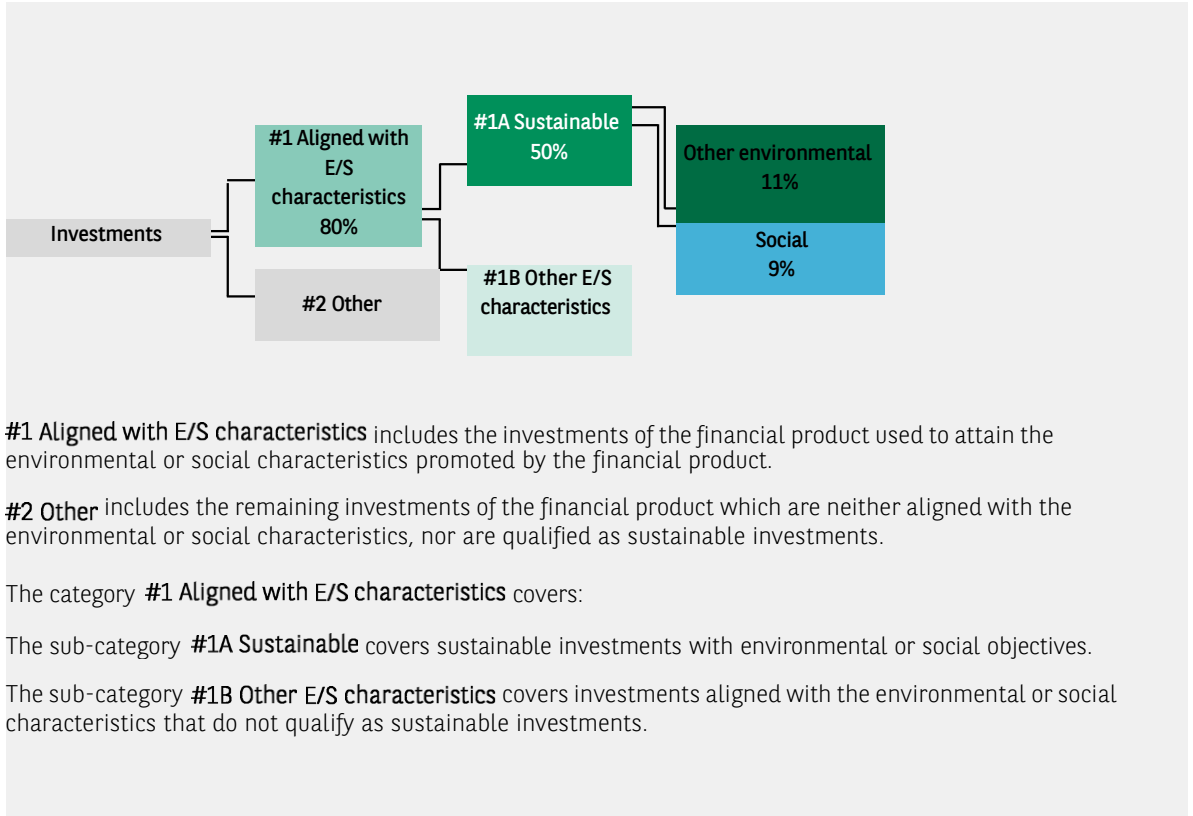 #1A Sustainable
50%
#1 Aligned with
E/S
characteristics
80%
Other environmental
11%
Investments
Social
9%
#2 Other
#1B Other E/S
characteristics
#1 Aligned with E/S characteristics includes the investments of the financial product used to attain the
environmental or social characteristics promoted by the financial product.
#2 Other includes the remaining investments of the financial product which are neither aligned with the
environmental or social characteristics, nor are qualified as sustainable investments.
The category #1 Aligned with E/S characteristics covers:
The sub-category #1A Sustainable covers sustainable investments with environmental or social objectives.
The sub-category #1B Other E/S characteristics covers investments aligned with the environmental or social
characteristics that do not qualify as sustainable investments.